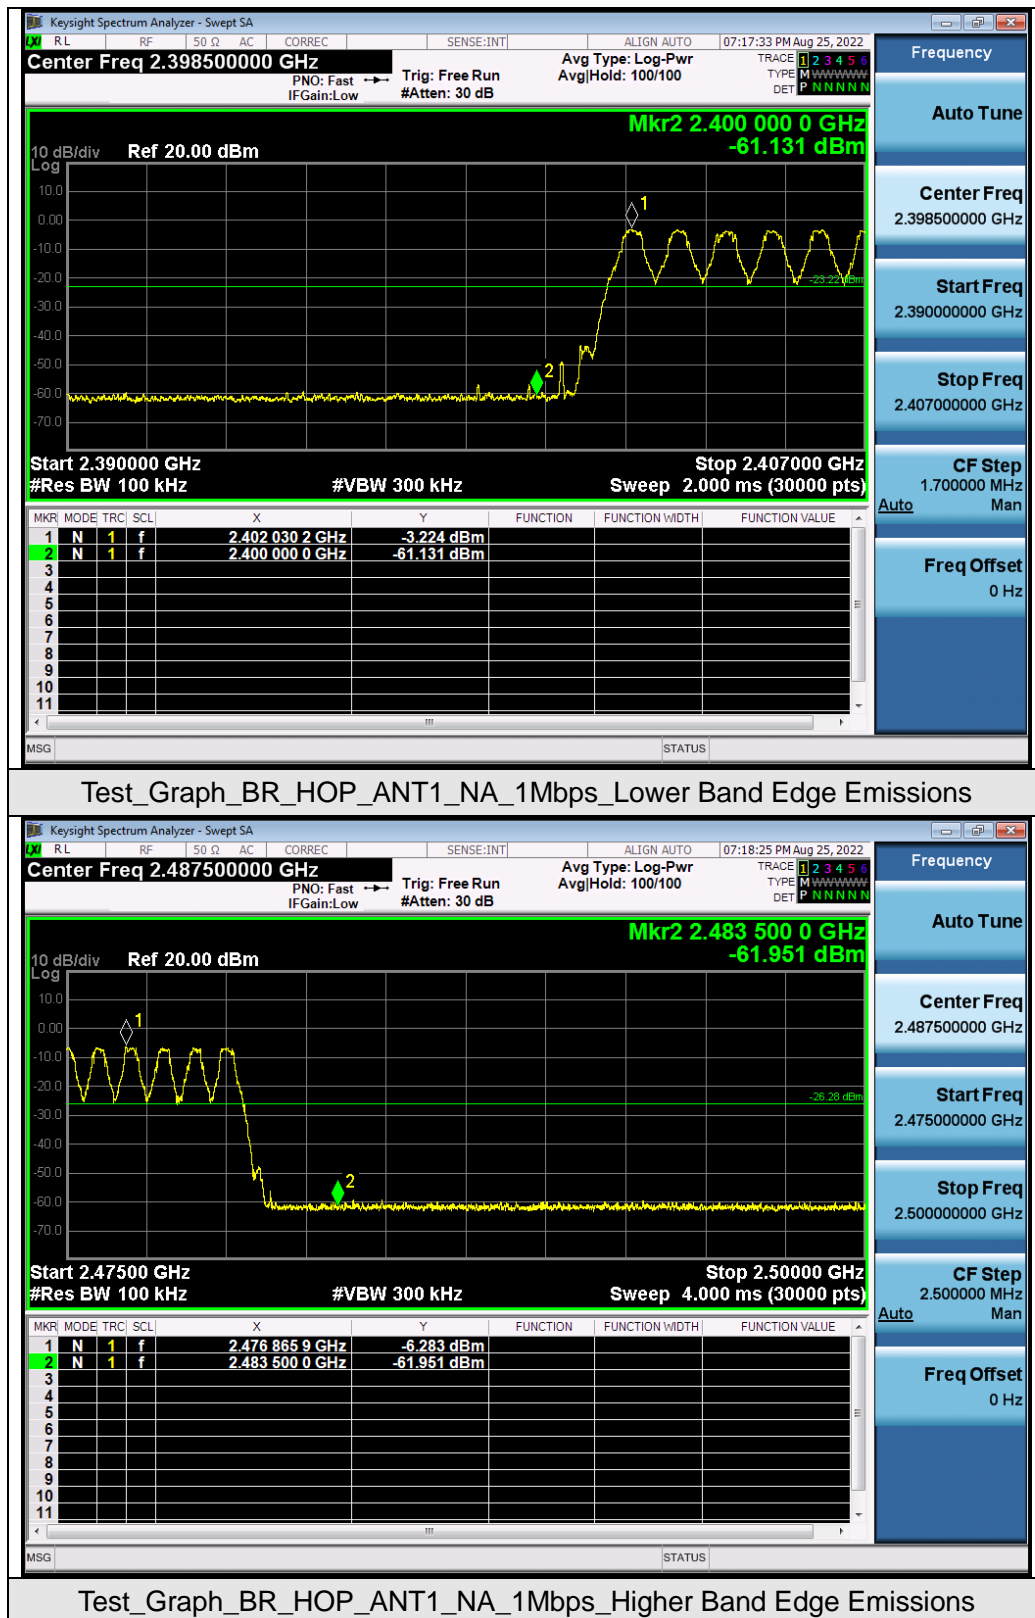 Keysight Spectrum Analyzer - Swept SA
LXI RL RF 50 Ω AC CORREC SENSE:INT ALIGN AUTO 07:17:33 PM Aug 25, 2022
Center Freq 2.398500000 GHz Avg Type: Log-Pwr TRACE 1 2 3 4 5 6
PNO: Fast Trig: Free Run Avg|Hold: 100/100 TYPE M WWWWW
IFGain:Low #Atten: 30 dB DET P N N N N N
Mkr2 2.400 000 0 GHz
-61.131 dBm
10 dB/div Ref 20.00 dBm
Log
10.0
0.00
-10.0
-20.0
-30.0
-40.0
-50.0
-60.0
-70.0
1
2
-23.22 dBm
Start 2.390000 GHz Stop 2.407000 GHz
#Res BW 100 kHz #VBW 300 kHz Sweep 2.000 ms (30000 pts)
MKR MODE TRC SCL X Y FUNCTION FUNCTION WIDTH FUNCTION VALUE
1 N 1 f 2.402 030 2 GHz -3.224 dBm
2 N 1 f 2.400 000 0 GHz -61.131 dBm
3
4
5
6
7
8
9
10
11
MSG STATUS
Frequency
Auto Tune
Center Freq
2.398500000 GHz
Start Freq
2.390000000 GHz
Stop Freq
2.407000000 GHz
CF Step
1.700000 MHz
Auto Man
Freq Offset
0 Hz
Test_Graph_BR_HOP_ANT1_NA_1Mbps_Lower Band Edge Emissions
Keysight Spectrum Analyzer - Swept SA
LXI RL RF 50 Ω AC CORREC SENSE:INT ALIGN AUTO 07:18:25 PM Aug 25, 2022
Center Freq 2.487500000 GHz Avg Type: Log-Pwr TRACE 1 2 3 4 5 6
PNO: Fast Trig: Free Run Avg|Hold: 100/100 TYPE M WWWWW
IFGain:Low #Atten: 30 dB DET P N N N N N
Mkr2 2.483 500 0 GHz
-61.951 dBm
10 dB/div Ref 20.00 dBm
Log
10.0
0.00
-10.0
-20.0
-30.0
-40.0
-50.0
-60.0
-70.0
1
2
-26.28 dBm
Start 2.47500 GHz Stop 2.50000 GHz
#Res BW 100 kHz #VBW 300 kHz Sweep 4.000 ms (30000 pts)
MKR MODE TRC SCL X Y FUNCTION FUNCTION WIDTH FUNCTION VALUE
1 N 1 f 2.476 865 9 GHz -6.283 dBm
2 N 1 f 2.483 500 0 GHz -61.951 dBm
3
4
5
6
7
8
9
10
11
MSG STATUS
Frequency
Auto Tune
Center Freq
2.487500000 GHz
Start Freq
2.475000000 GHz
Stop Freq
2.500000000 GHz
CF Step
2.500000 MHz
Auto Man
Freq Offset
0 Hz
Test_Graph_BR_HOP_ANT1_NA_1Mbps_Higher Band Edge Emissions